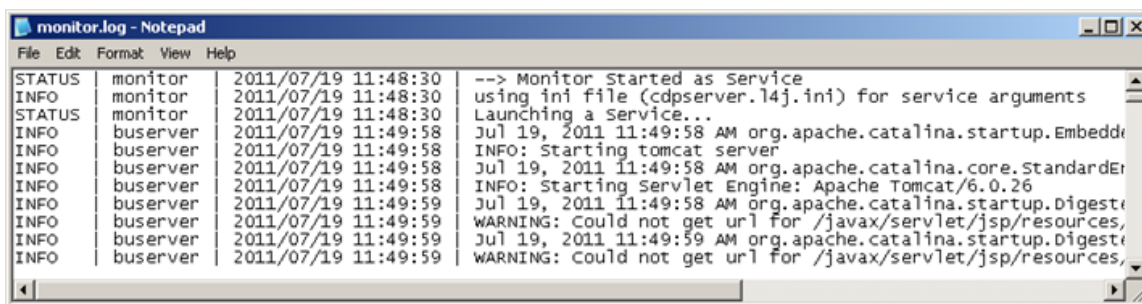 monitor.log - Notepad
File Edit Format View Help
STATUS | monitor | 2011/07/19 11:48:30 | --> Monitor Started as Service
INFO | monitor | 2011/07/19 11:48:30 | using ini file (cdpserver.l4j.ini) for service arguments
STATUS | monitor | 2011/07/19 11:48:30 | Launching a Service...
INFO | buserver | 2011/07/19 11:49:58 | Jul 19, 2011 11:49:58 AM org.apache.catalina.startup.Embedde
INFO | buserver | 2011/07/19 11:49:58 | INFO: Starting tomcat server
INFO | buserver | 2011/07/19 11:49:58 | Jul 19, 2011 11:49:58 AM org.apache.catalina.core.StandardEn
INFO | buserver | 2011/07/19 11:49:58 | INFO: Starting Servlet Engine: Apache Tomcat/6.0.26
INFO | buserver | 2011/07/19 11:49:59 | Jul 19, 2011 11:49:58 AM org.apache.catalina.startup.Digeste
INFO | buserver | 2011/07/19 11:49:59 | WARNING: Could not get url for /javax/servlet/jsp/resources/
INFO | buserver | 2011/07/19 11:49:59 | Jul 19, 2011 11:49:59 AM org.apache.catalina.startup.Digeste
INFO | buserver | 2011/07/19 11:49:59 | WARNING: Could not get url for /javax/servlet/jsp/resources/